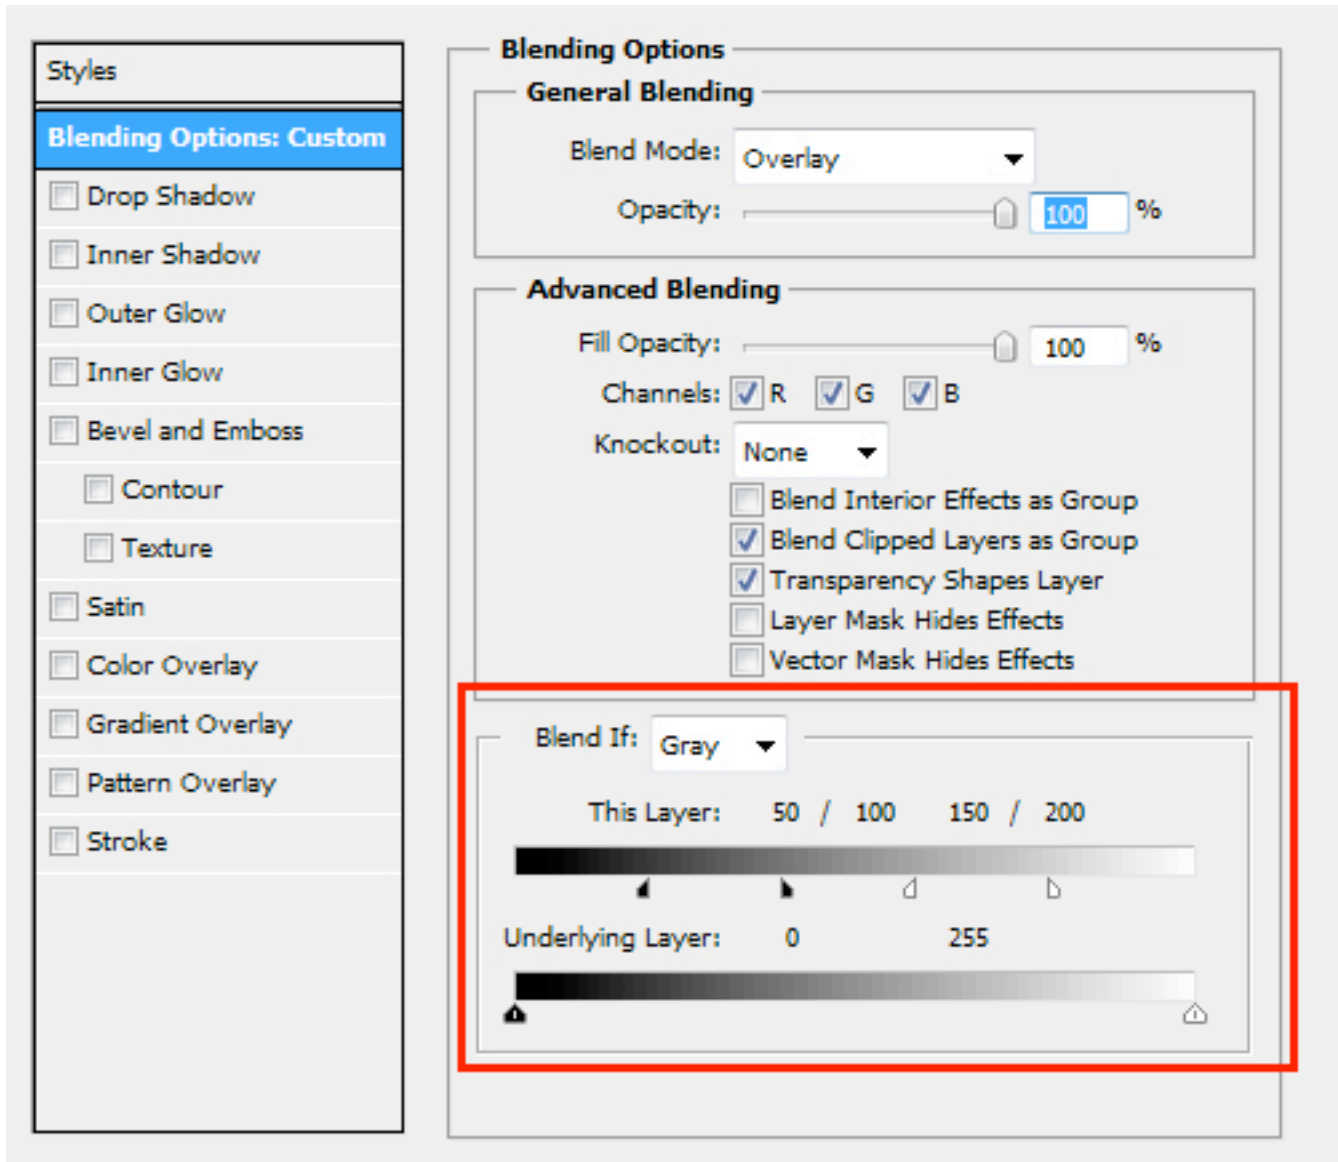 Styles
Blending Options: Custom
Drop Shadow
Inner Shadow
Outer Glow
Inner Glow
Bevel and Emboss
Contour
Texture
Satin
Color Overlay
Gradient Overlay
Pattern Overlay
Stroke
Blending Options
General Blending
Blend Mode: Overlay
Opacity: 100 %
Advanced Blending
Fill Opacity: 100 %
Channels: R G B
Knockout: None
Blend Interior Effects as Group
Blend Clipped Layers as Group
Transparency Shapes Layer
Layer Mask Hides Effects
Vector Mask Hides Effects
Blend If: Gray
This Layer: 50 / 100 150 / 200
Underlying Layer: 0 255